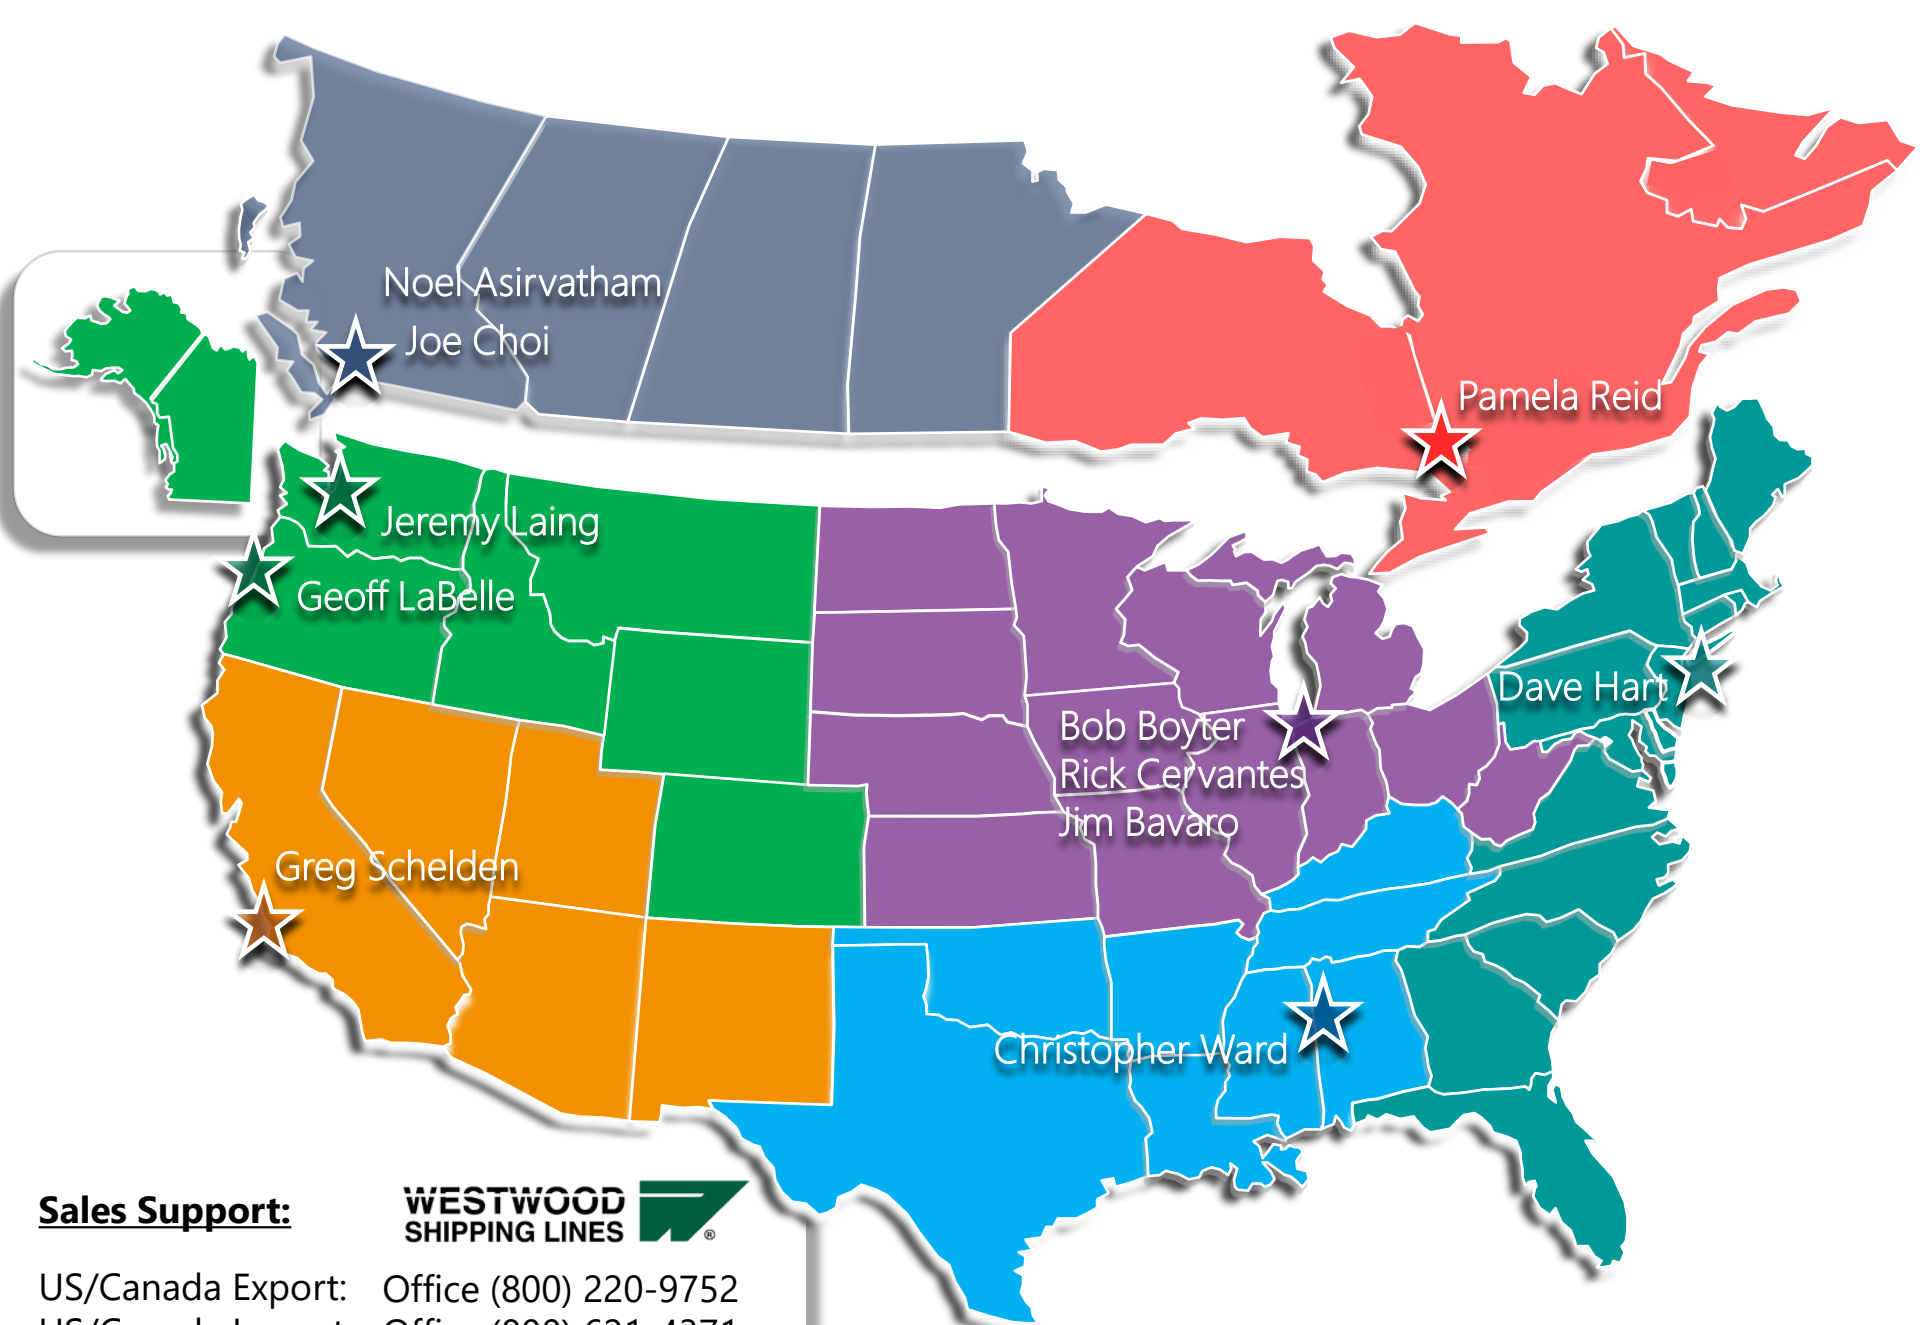 Noel Asirvatham
Joe Choi
Pamela Reid
Jeremy Laing
Geoff LaBelle
Dave Hart
Bob Boyter
Rick Cervantes
Jim Bavaro
Greg Schelden
Christopher Ward
Sales Support:
WESTWOOD
SHIPPING LINES
®
US/Canada Export: Office (800) 220-9752